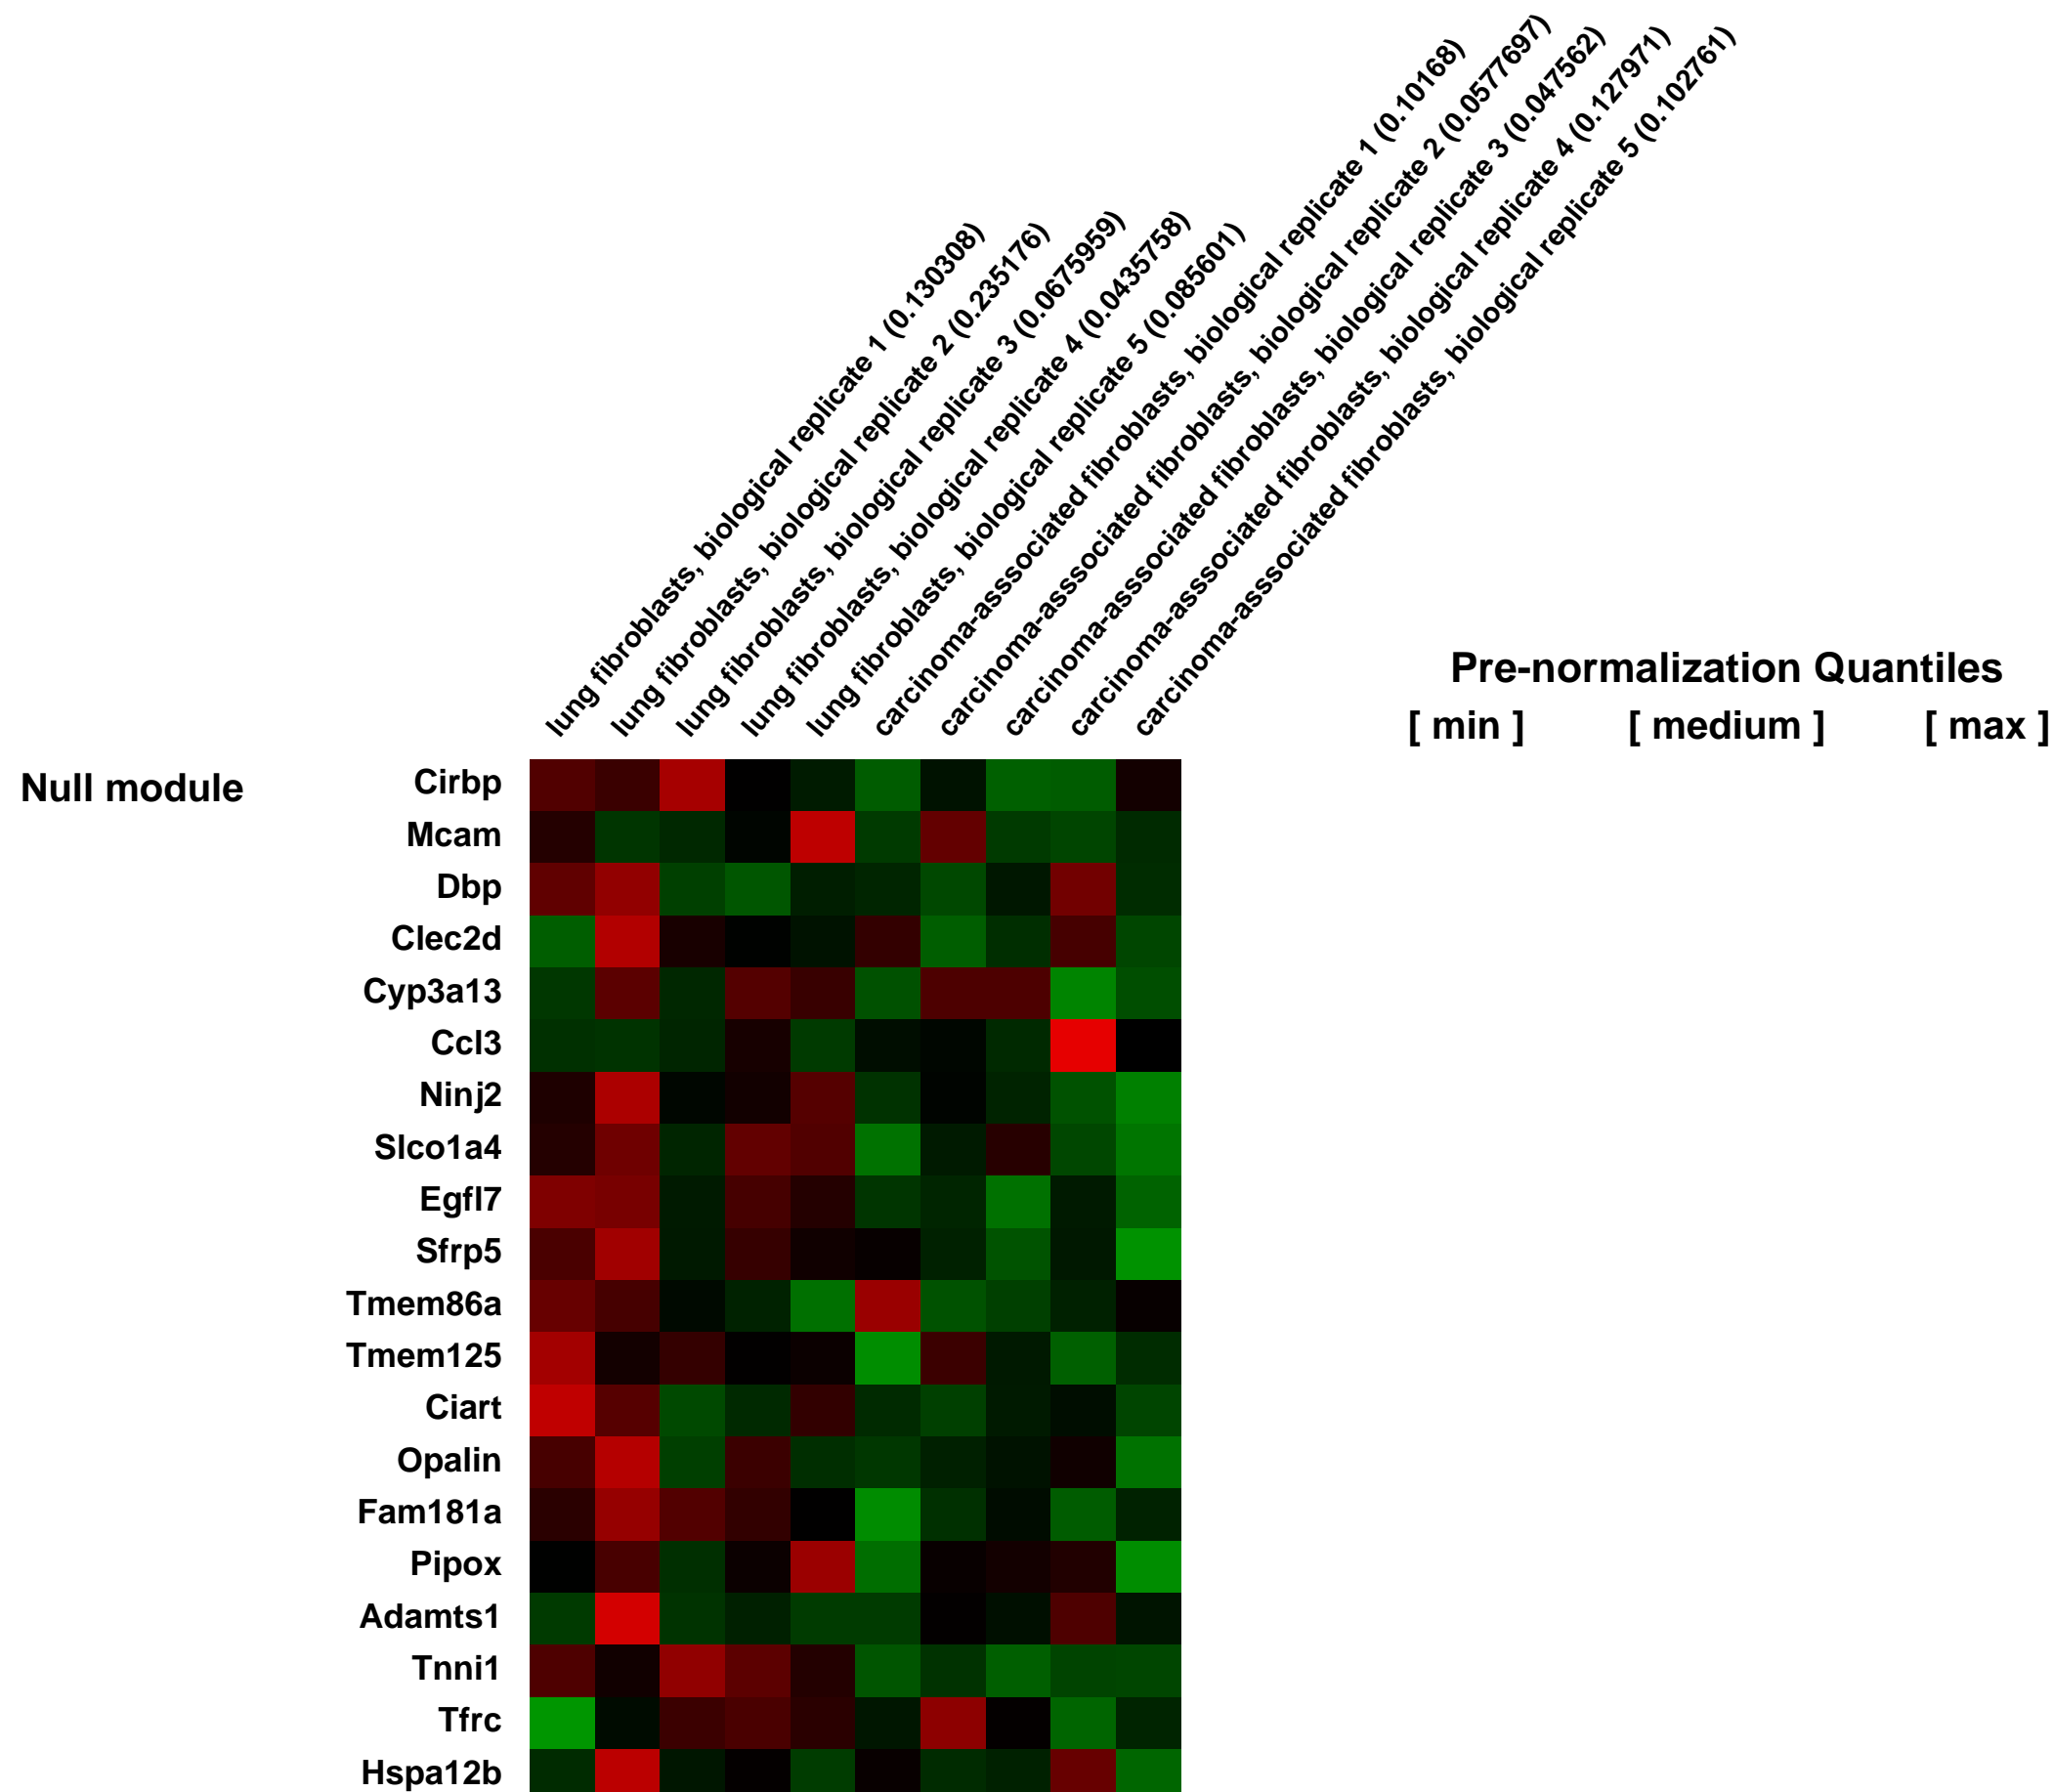 lung fibroblasts, biological replicate 1 (0.130308)
lung fibroblasts, biological replicate 2 (0.235176)
lung fibroblasts, biological replicate 3 (0.0675959)
lung fibroblasts, biological replicate 4 (0.0435758)
lung fibroblasts, biological replicate 5 (0.085601)
carcinoma-asssociated fibroblasts, biological replicate 1 (0.10168)
carcinoma-asssociated fibroblasts, biological replicate 2 (0.0577697)
carcinoma-asssociated fibroblasts, biological replicate 3 (0.047562)
carcinoma-asssociated fibroblasts, biological replicate 4 (0.127971)
carcinoma-asssociated fibroblasts, biological replicate 5 (0.102761)
Pre-normalization Quantiles
[ min ] [ medium ] [ max ]
Null module
Cirbp
Mcam
Dbp
Clec2d
Cyp3a13
Ccl3
Ninj2
Slco1a4
Egfl7
Sfrp5
Tmem86a
Tmem125
Ciart
Opalin
Fam181a
Pipox
Adamts1
Tnni1
Tfrc
Hspa12b